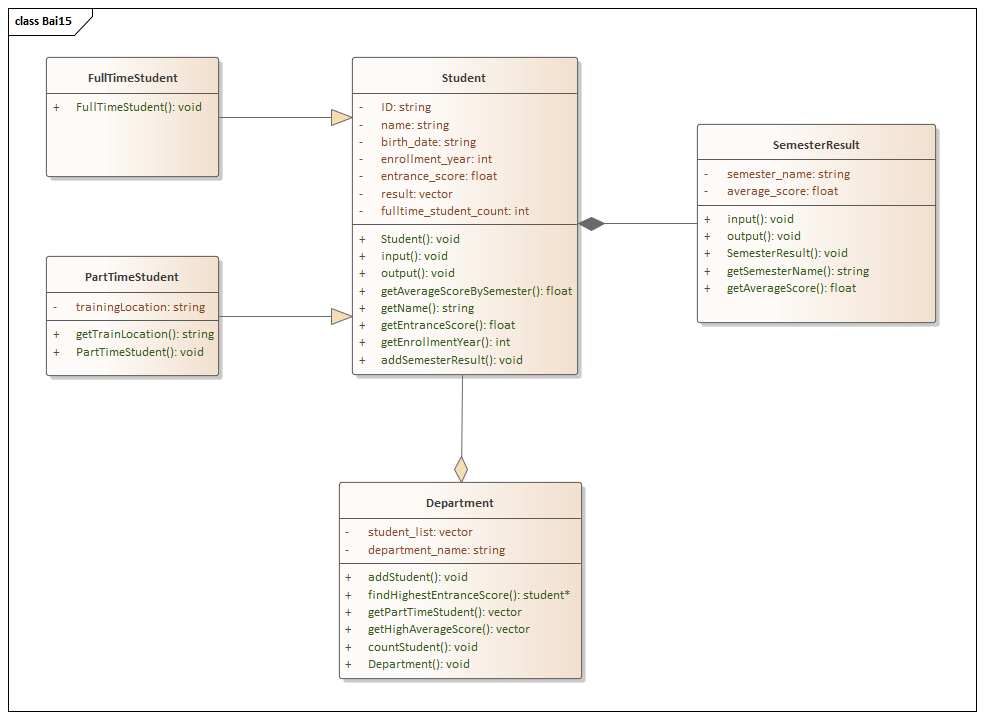 class Bai15
FullTimeStudent
+ FullTimeStudent(): void
PartTimeStudent
- trainingLocation: string
+ getTrainLocation(): string
+ PartTimeStudent(): void
Student
- ID: string
- name: string
- birth_date: string
- enrollment_year: int
- entrance_score: float
- result: vector
- fulltime_student_count: int
+ Student(): void
+ input(): void
+ output(): void
+ getAverageScoreBySemester(): float
+ getName(): string
+ getEntranceScore(): float
+ getEnrollmentYear(): int
+ addSemesterResult(): void
SemesterResult
- semester_name: string
- average_score: float
+ input(): void
+ output(): void
+ SemesterResult(): void
+ getSemesterName(): string
+ getAverageScore(): float
Department
- student_list: vector
- department_name: string
+ addStudent(): void
+ findHighestEntranceScore(): student*
+ getPartTimeStudent(): vector
+ getHighAverageScore(): vector
+ countStudent(): void
+ Department(): void